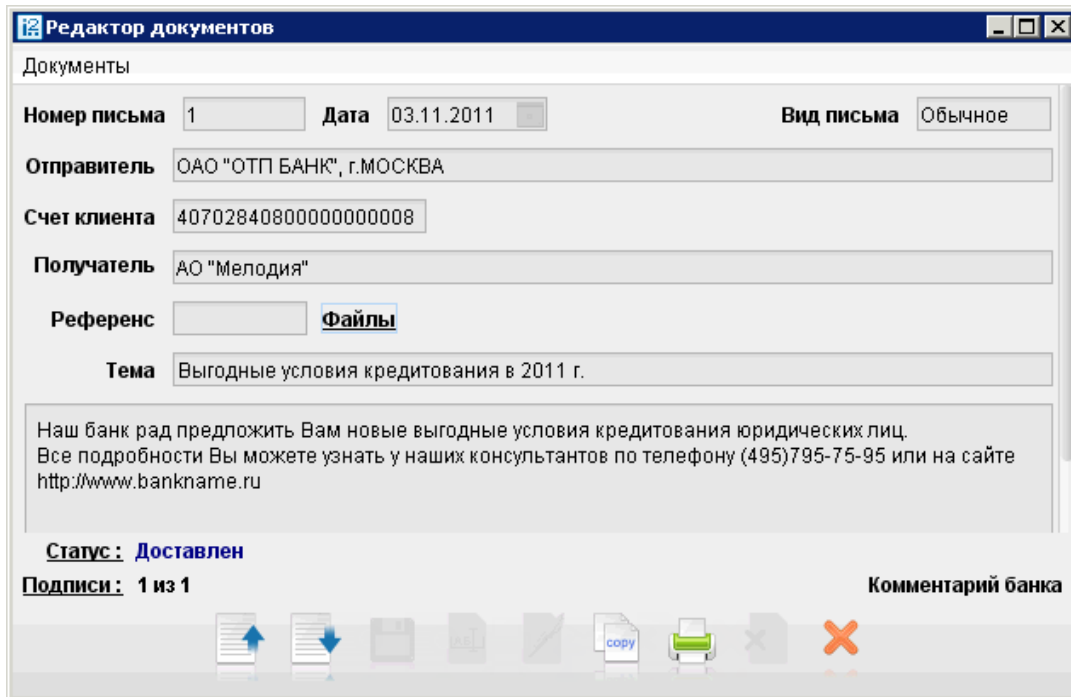 Редактор документов
Документы
Номер письма 1 Дата 03.11.2011 Вид письма Обычное
Отправитель ОАО "ОТП БАНК", г.МОСКВА
Счет клиента 40702840800000000008
Получатель АО "Мелодия"
Референс Файлы
Тема Выгодные условия кредитования в 2011 г.
Наш банк рад предложить Вам новые выгодные условия кредитования юридических лиц.
Все подробности Вы можете узнать у наших консультантов по телефону (495)795-75-95 или на сайте
http://www.bankname.ru
Статус : Доставлен
Подписи : 1 из 1 Комментарий банка
copy